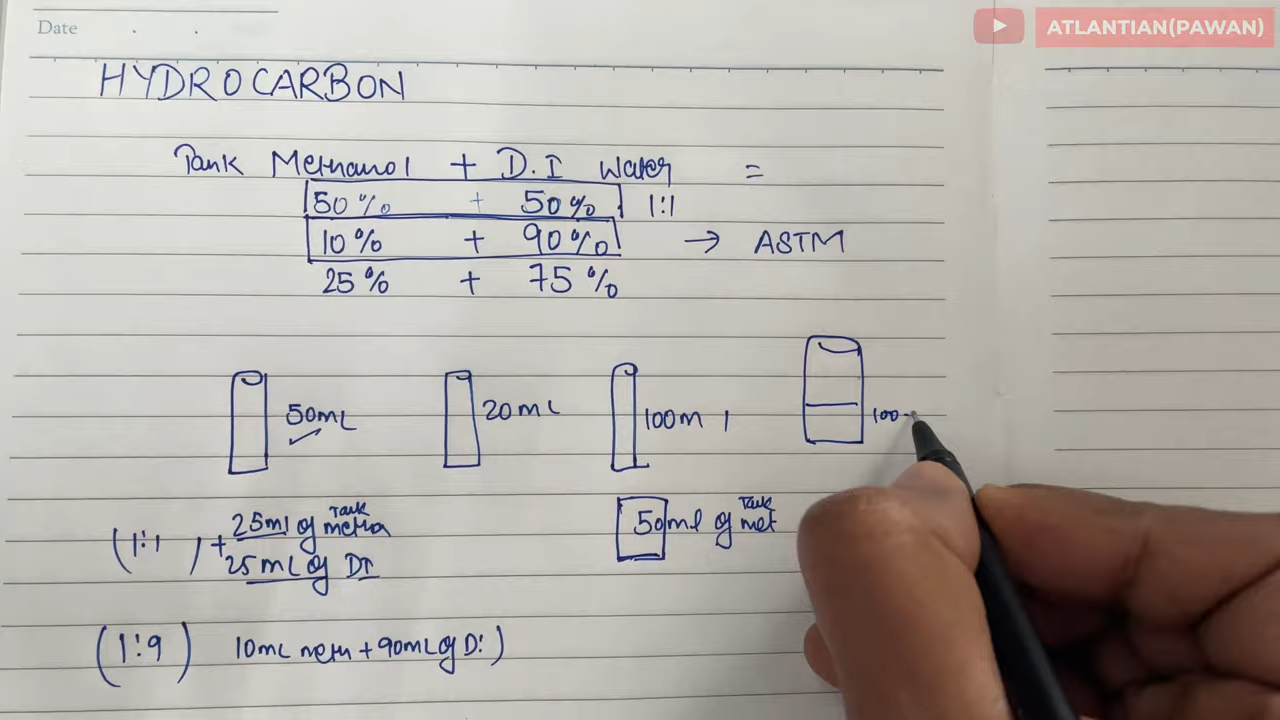 Date
ATLANTIAN(PAWAN)
HYDROCARBON
Tank Methanol + D.I Water =
50% + 50% 1:1
10% + 90% → ASTM
25% + 75%
50mL
20mL
100m l
100
25ml of Tank metha
(1:1 ) +
25mL of DI
50ml of Tank met
(1:9) 10mL meth + 90mL of Di)